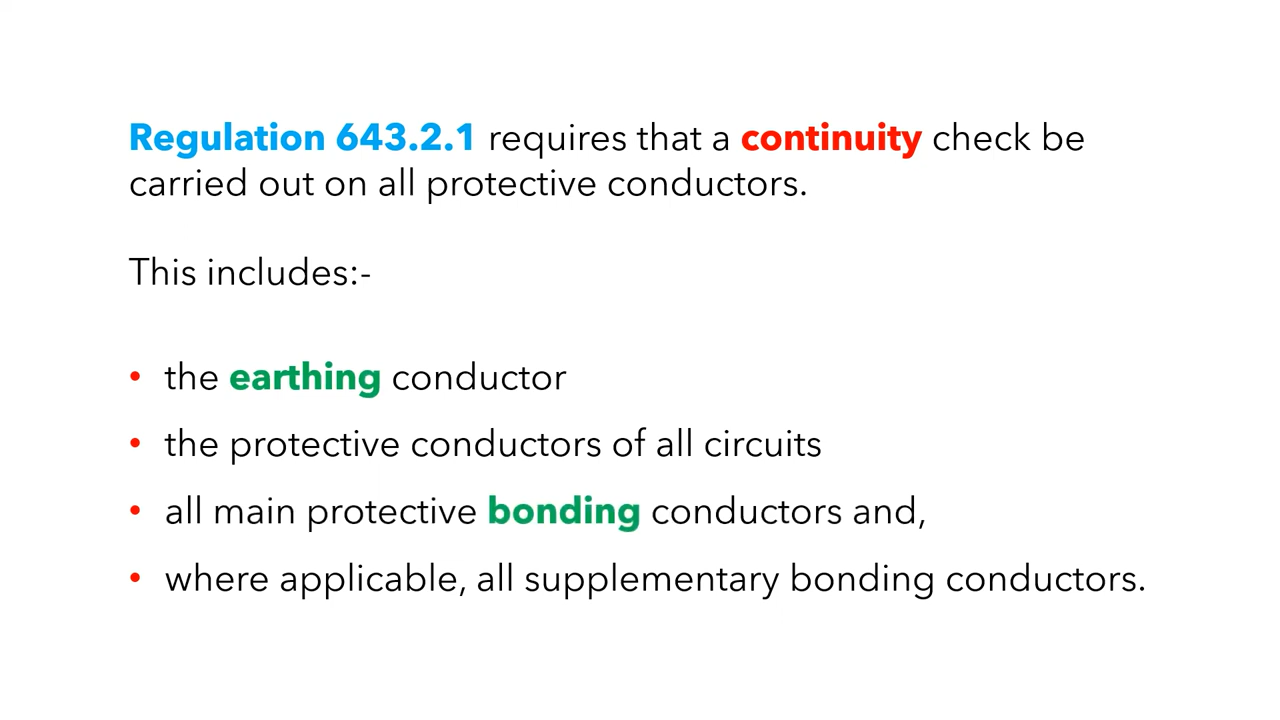 Regulation 643.2.1 requires that a continuity check be
carried out on all protective conductors.
This includes:-
• the earthing conductor
• the protective conductors of all circuits
• all main protective bonding conductors and,
• where applicable, all supplementary bonding conductors.